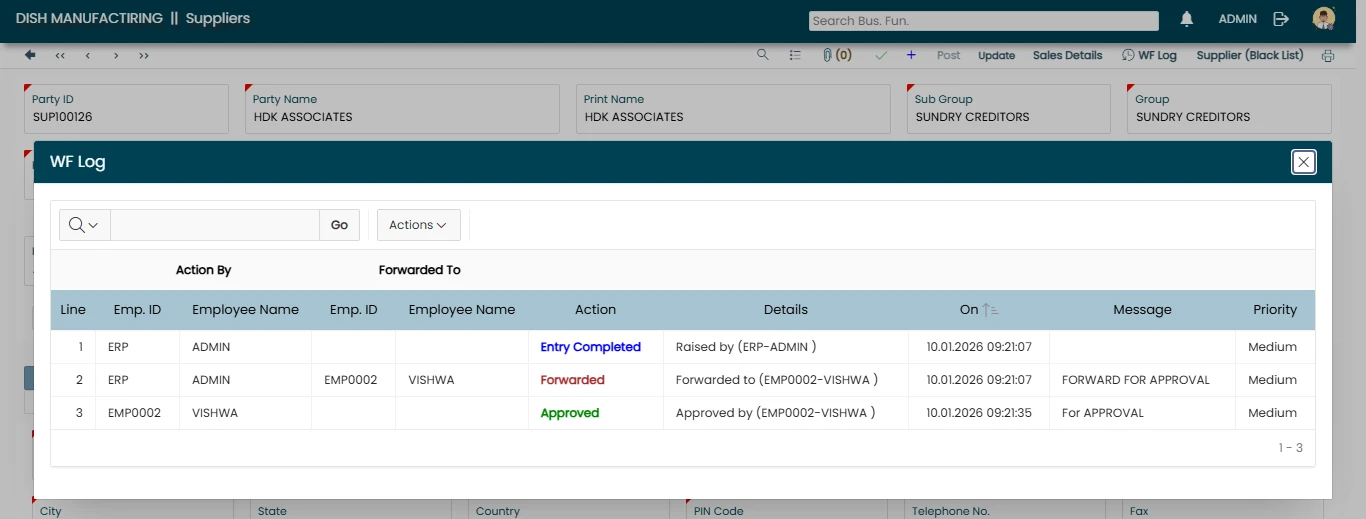 DISH MANUFACTIRING || Suppliers
Search Bus. Fun.
ADMIN
<< < > >>
(0)
+
Post Update Sales Details WF Log Supplier (Black List)
Party ID Party Name Print Name Sub Group Group
SUP100126 HDK ASSOCIATES HDK ASSOCIATES SUNDRY CREDITORS SUNDRY CREDITORS
WF Log
Go Actions
Action By Forwarded To
Line Emp. ID Employee Name Emp. ID Employee Name Action Details On Message Priority
1 ERP ADMIN Entry Completed Raised by (ERP-ADMIN ) 10.01.2026 09:21:07 Medium
2 ERP ADMIN EMP0002 VISHWA Forwarded Forwarded to (EMP0002-VISHWA ) 10.01.2026 09:21:07 FORWARD FOR APPROVAL Medium
3 EMP0002 VISHWA Approved Approved by (EMP0002-VISHWA ) 10.01.2026 09:21:35 For APPROVAL Medium
1 - 3
City State Country PIN Code Telephone No. Fax